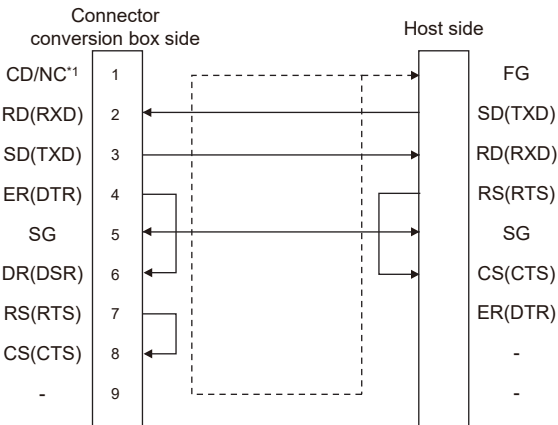 Connector
conversion box side
Host side
CD/NC*1 1 FG
RD(RXD) 2 SD(TXD)
SD(TXD) 3 RD(RXD)
ER(DTR) 4 RS(RTS)
SG 5 SG
DR(DSR) 6 CS(CTS)
RS(RTS) 7 ER(DTR)
CS(CTS) 8 -
- 9 -